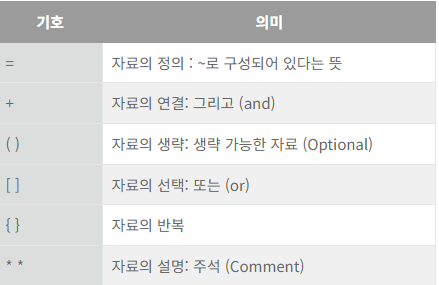 기호 의미
= 자료의 정의 : ~로 구성되어 있다는 뜻
+ 자료의 연결: 그리고 (and)
( ) 자료의 생략: 생략 가능한 자료 (Optional)
[ ] 자료의 선택: 또는 (or)
{ } 자료의 반복
* * 자료의 설명: 주석 (Comment)